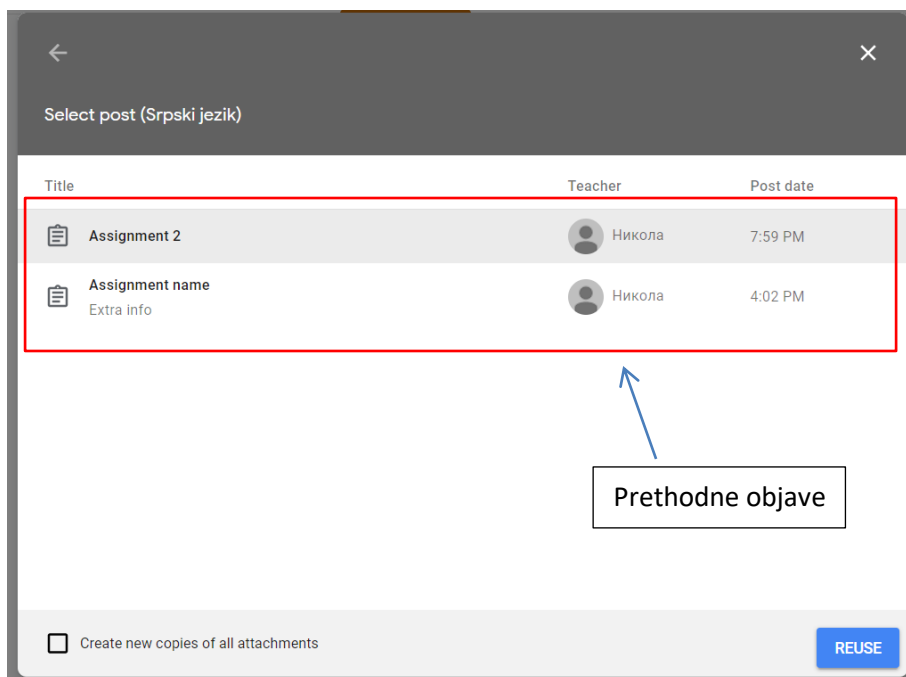 Select post (Srpski jezik)
Title Teacher Post date
Assignment 2 Никола 7:59 PM
Assignment name
Extra info
Никола 4:02 PM
Prethodne objave
Create new copies of all attachments
REUSE